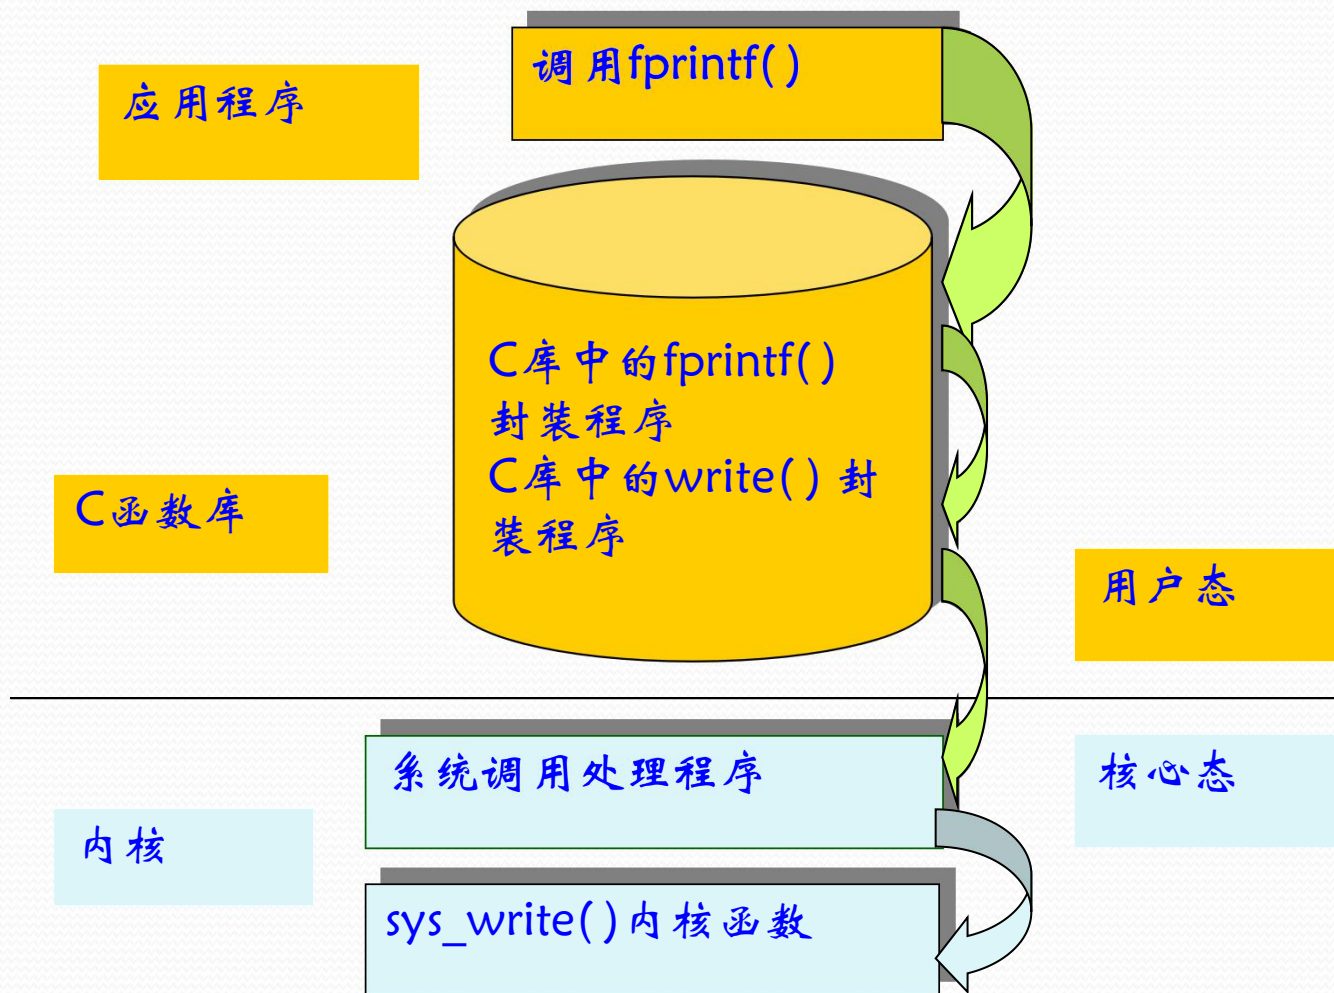 调用fprintf()
应用程序
C库中的fprintf()
封装程序
C库中的write() 封
装程序
C函数库
用户态
系统调用处理程序
核心态
内核
sys_write()内核函数